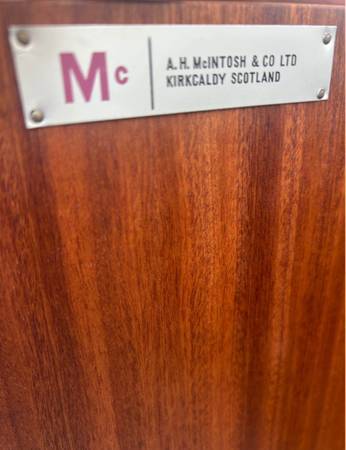 Mc
A. H. McINTOSH & CO LTD
KIRKCALDY SCOTLAND